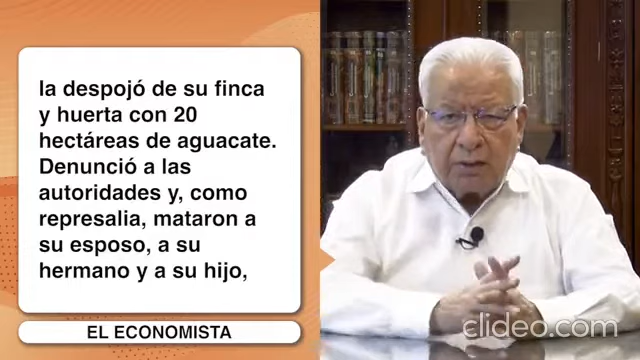 la despojó de su finca
y huerta con 20
hectáreas de aguacate.
Denunció a las
autoridades y, como
represalia, mataron a
su esposo, a su
hermano y a su hijo,
EL ECONOMISTA
clideo.com